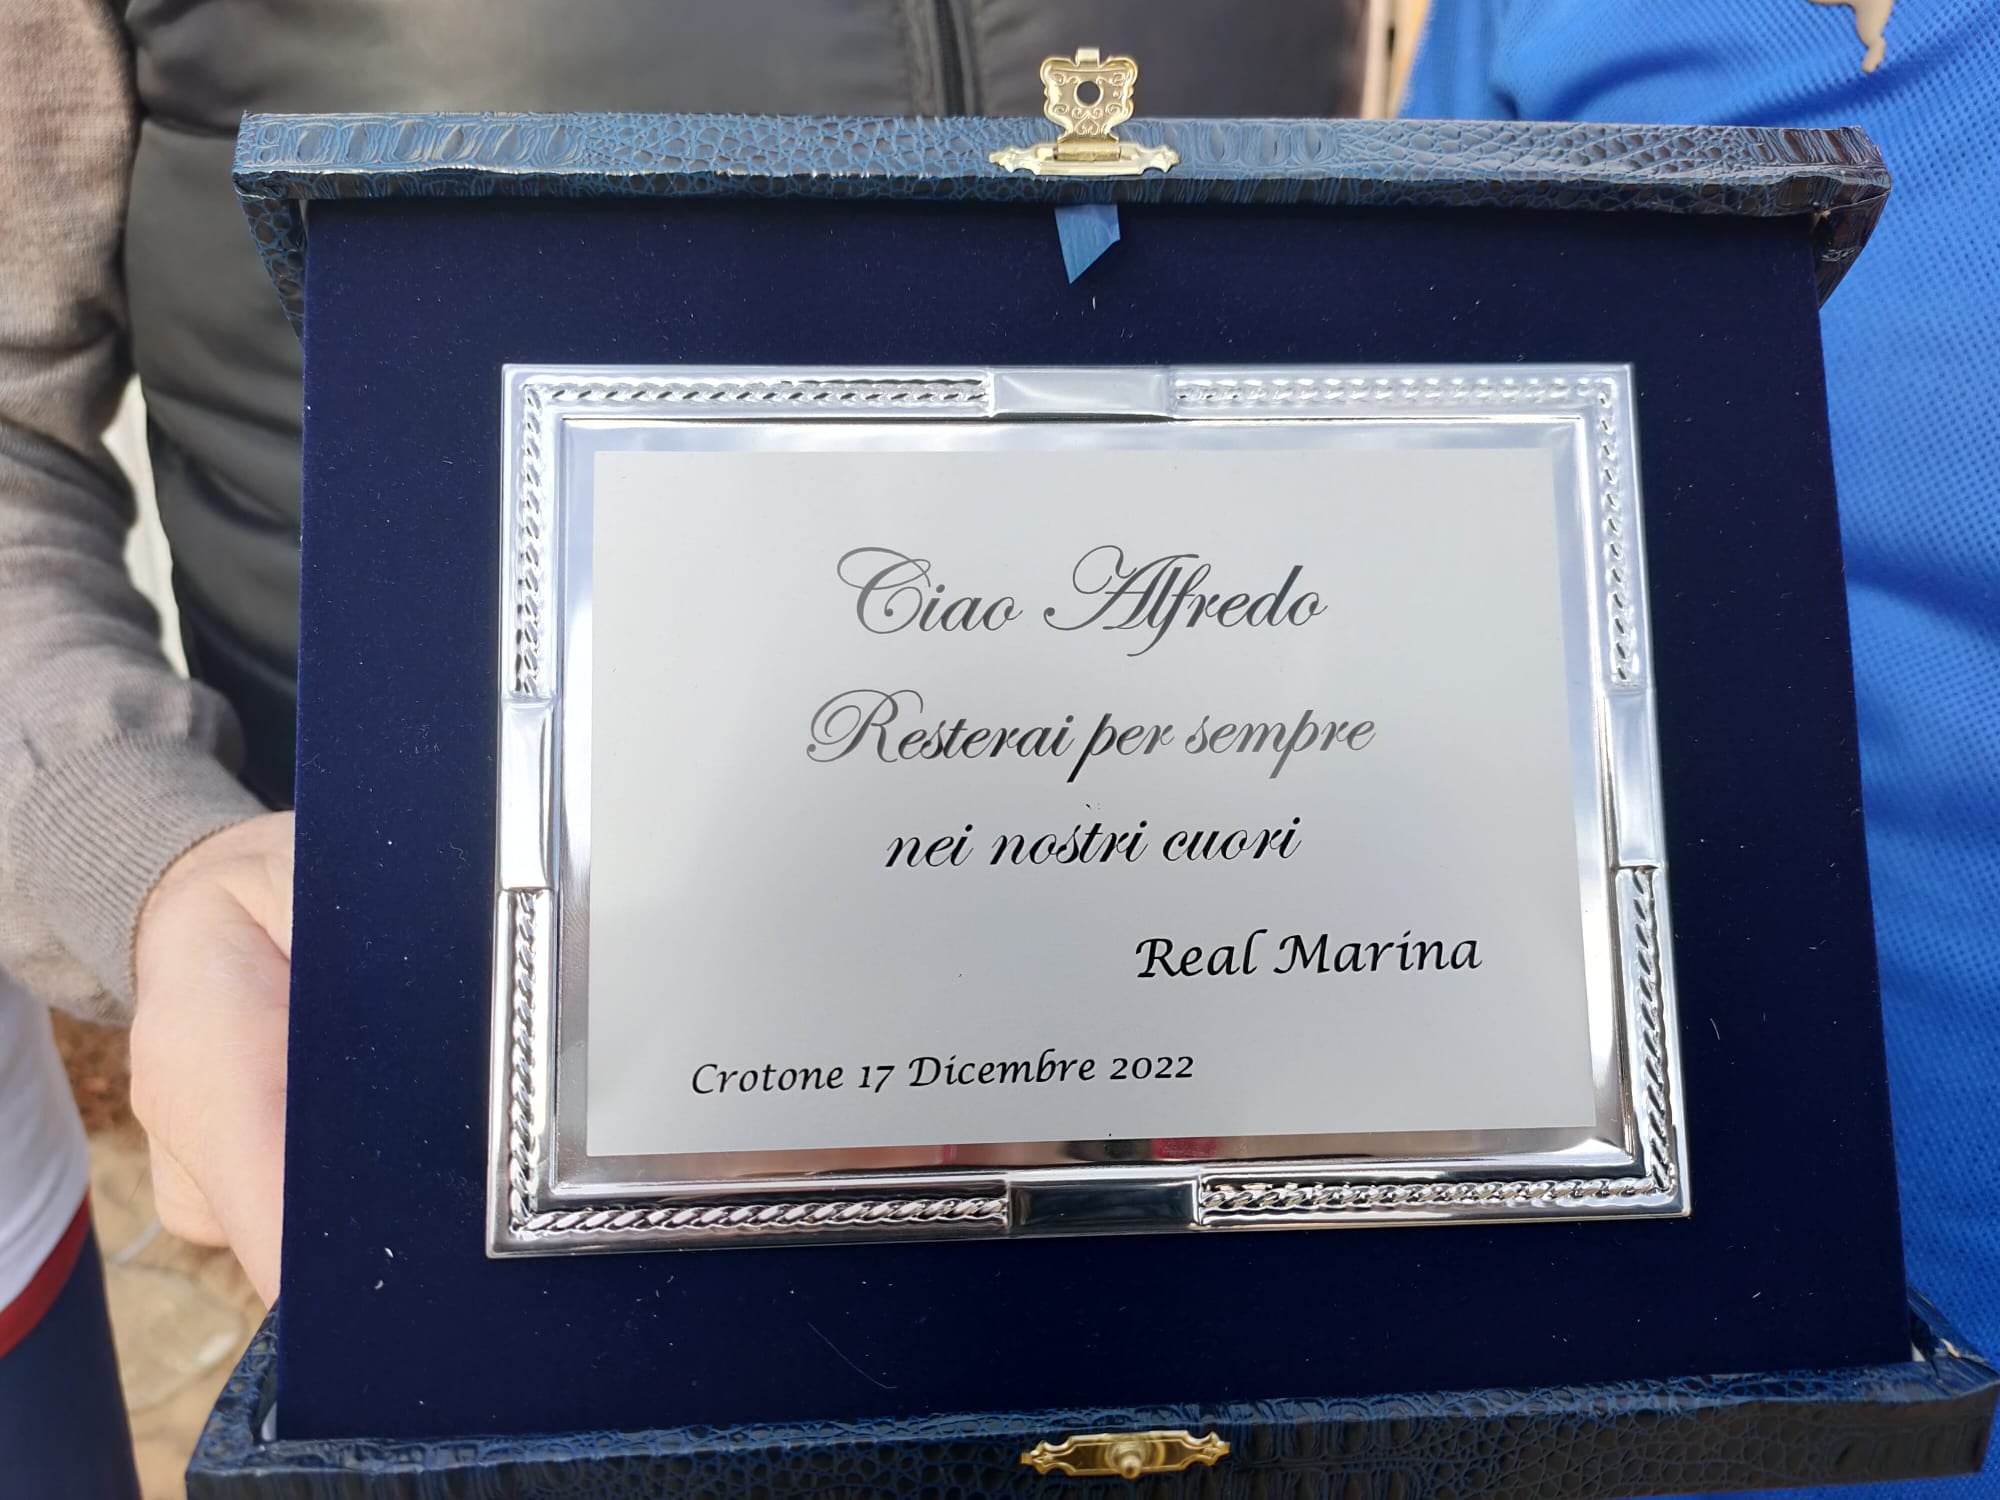 Ciao Alfredo
Resterai per sempre
nei nostri cuori
Real Marina
Crotone 17 Dicembre 2022